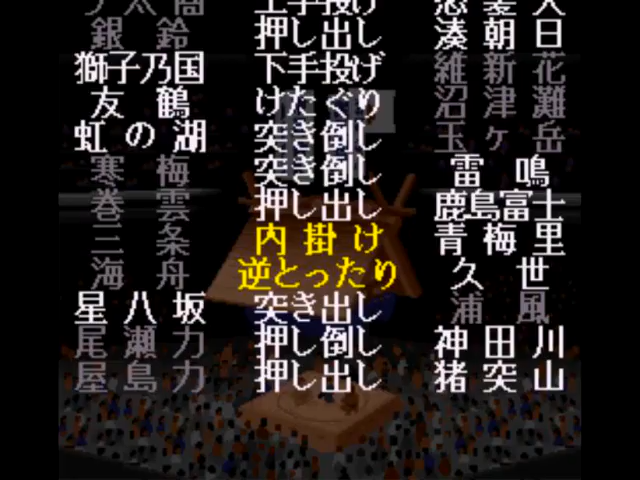 銀鈴 押し出し 湊朝日
獅子乃国 下手投げ 維新花
友鶴 けたぐり 沼津灘
虹の湖 突き倒し 玉ヶ岳
寒梅 突き倒し 雷鳴
巻雲 押し出し 鹿島富士
三条 内掛け 青梅里
海舟 逆とったり 久世
星八坂 突き出し 浦風
尾瀬力 押し倒し 神田川
屋島力 押し出し 猪突山